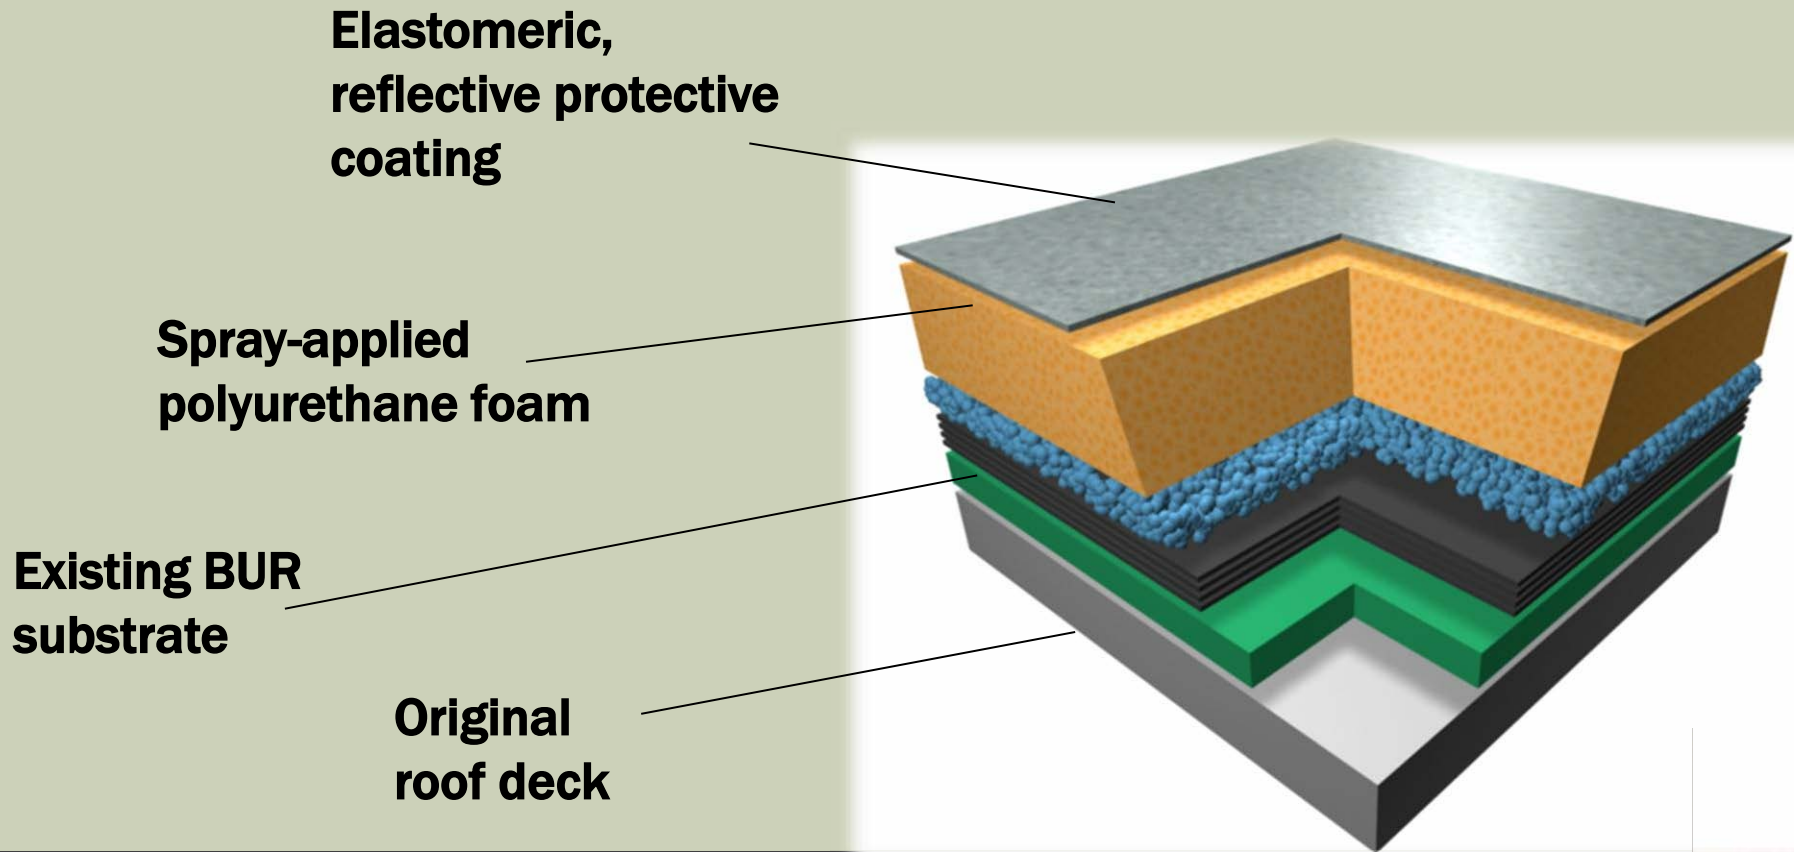 Elastomeric,
reflective protective
coating
Spray-applied
polyurethane foam
Existing BUR
substrate
Original
roof deck